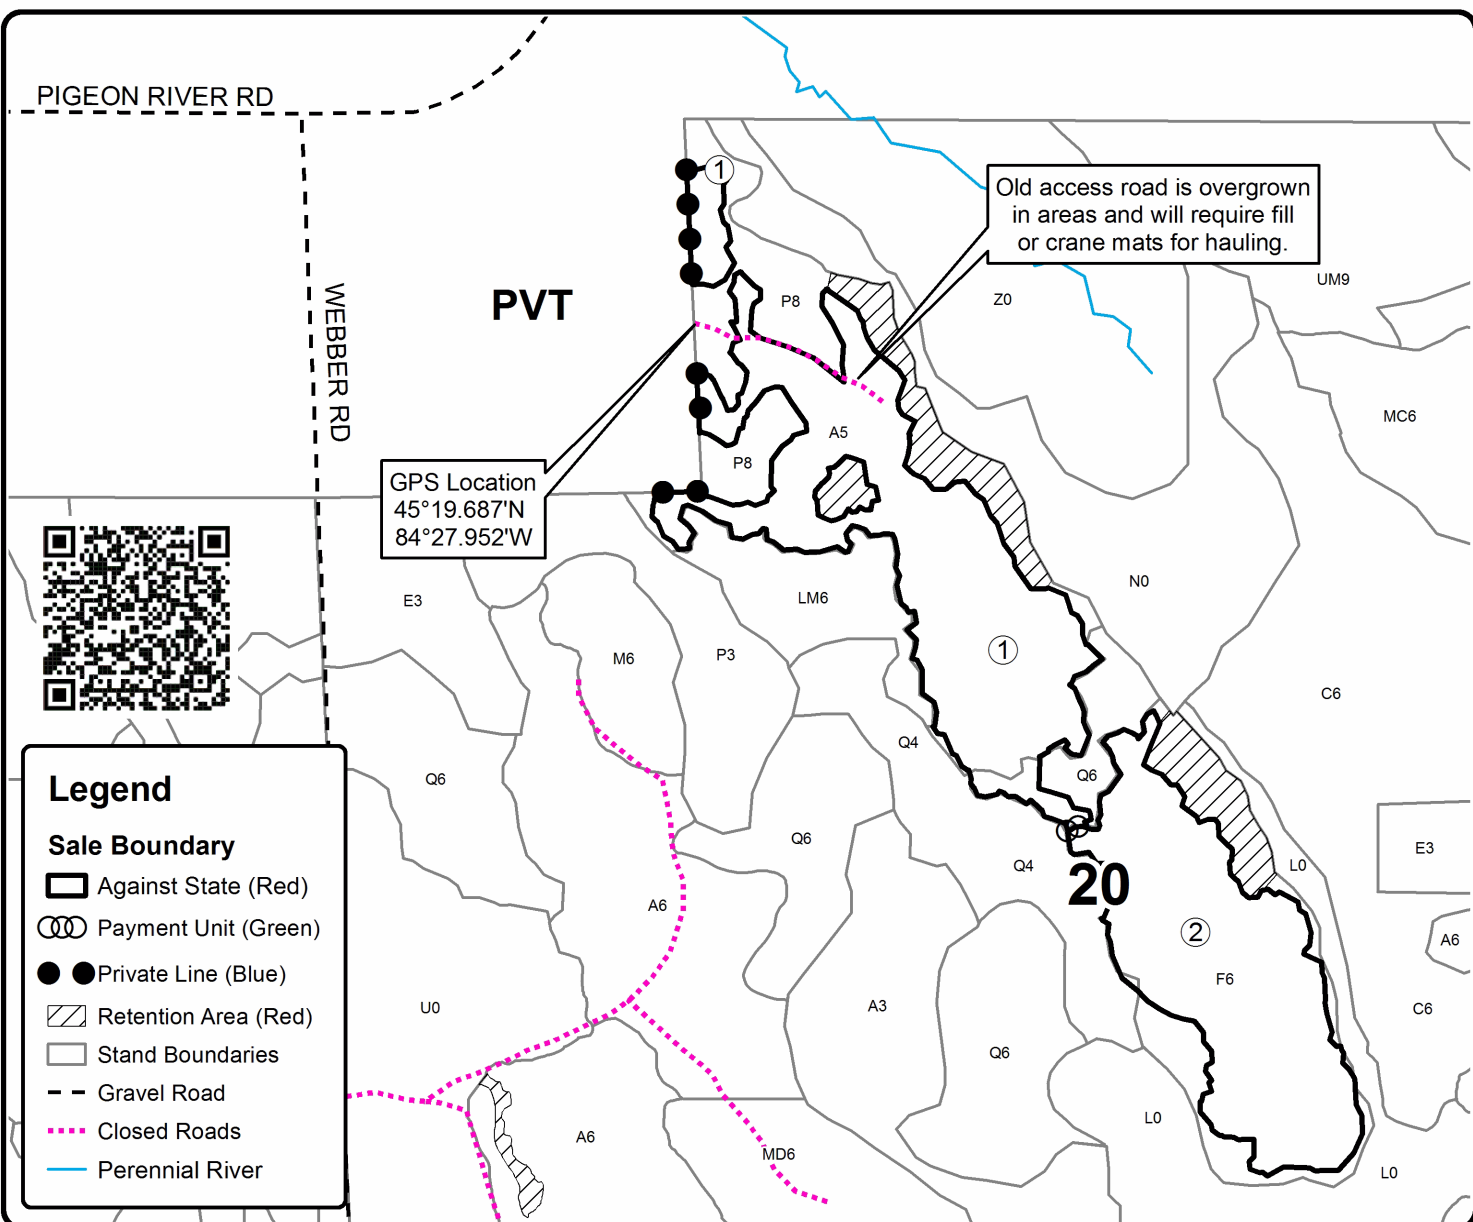 PIGEON RIVER RD
1
Old access road is overgrown
in areas and will require fill
or crane mats for hauling.
UM9
P8
Z0
PVT
WEBBER RD
MC6
A5
P8
GPS Location
45°19.687'N
84°27.952'W
N0
E3
LM6
1
M6
P3
C6
Q4
Q6
Q6
Q6
E3
Q4
L0
20
A6
2
A6
F6
U0
A3
C6
Q6
L0
A6
MD6
L0
Legend
Sale Boundary
Against State (Red)
Payment Unit (Green)
Private Line (Blue)
Retention Area (Red)
Stand Boundaries
Gravel Road
Closed Roads
Perennial River